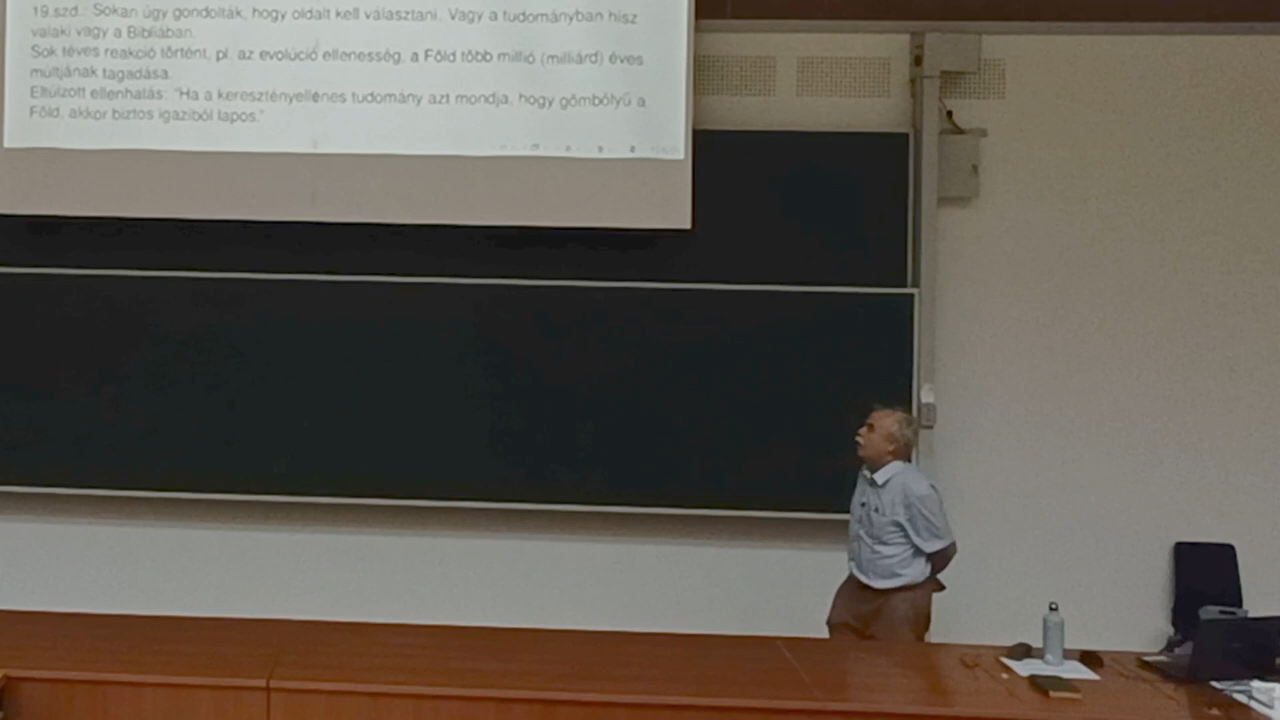 19.szd.: Sokan úgy gondolták, hogy oldalt kell választani. Vagy a tudományban hisz
valaki vagy a Bibliában.
Sok téves reakció történt, pl. az evolúció ellenesség, a Föld több millió (milliárd) éves
múltjának tagadása.
Eltúlzott ellenhatás: "Ha a keresztényellenes tudomány azt mondja, hogy gömbölyű a
Föld, akkor biztos igaziból lapos."